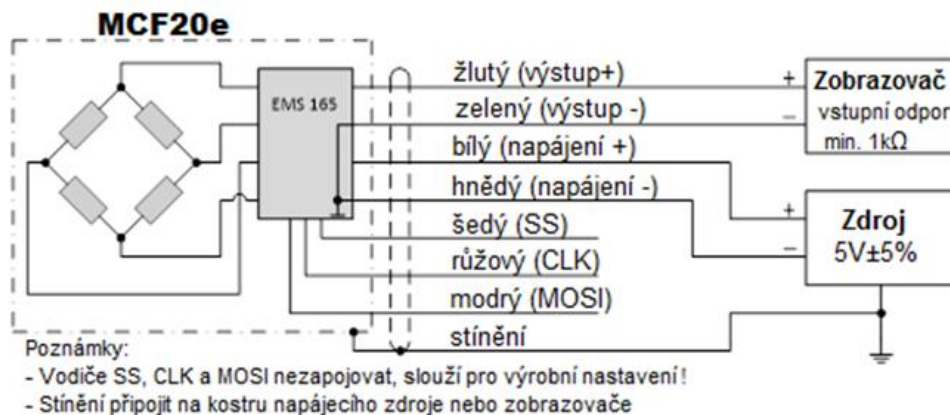 MCF20e
EMS 165
žlutý (výstup+)
zelený (výstup -)
bílý (napájení +)
hnědý (napájení -)
šedý (SS)
růžový (CLK)
modrý (MOSI)
stínění
+
Zobrazovač
–
vstupní odpor
min. 1kΩ
+
Zdroj
–
5V±5%
Poznámky:
- Vodiče SS, CLK a MOSI nezapojovat, slouží pro výrobní nastavení!
- Stínění připojit na kostru napájecího zdroje nebo zobrazovače